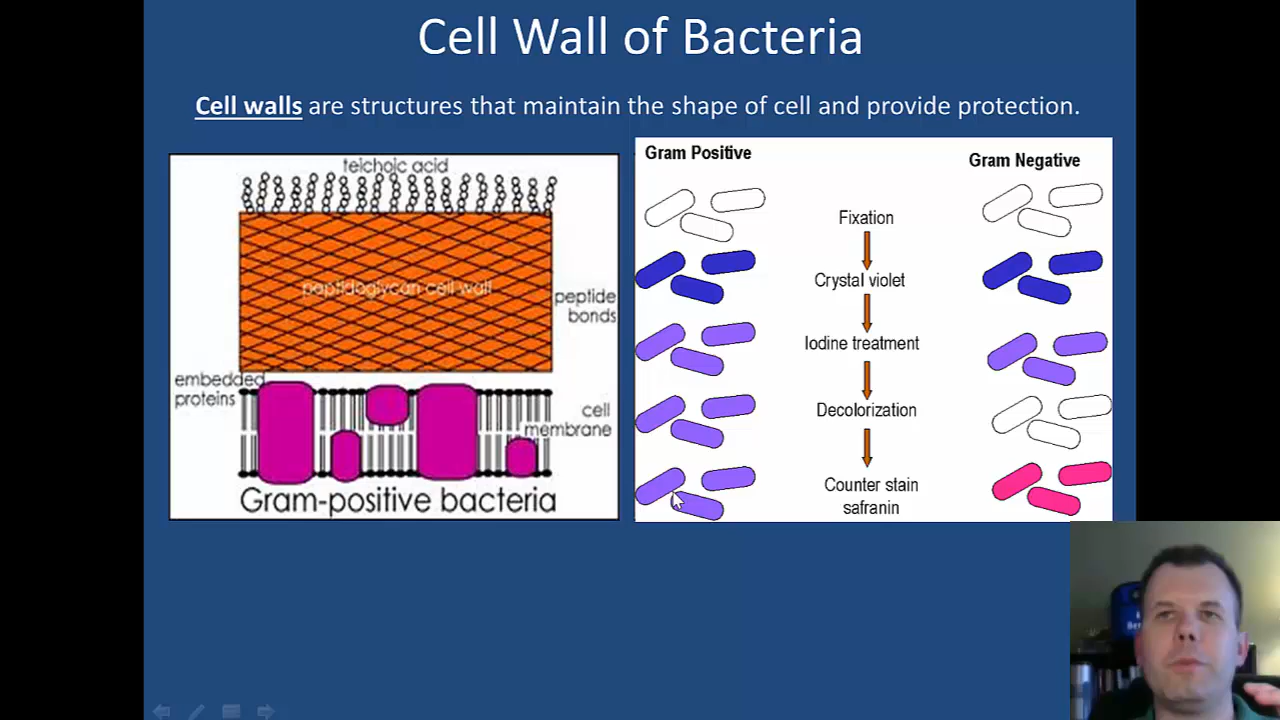 Cell Wall of Bacteria
Cell walls are structures that maintain the shape of cell and provide protection.
teichoic acid
peptidoglycan cell wall
peptide
bonds
embedded
proteins
cell
membrane
Gram-positive bacteria
Gram Positive
Gram Negative
Fixation
Crystal violet
Iodine treatment
Decolorization
Counter stain
safranin